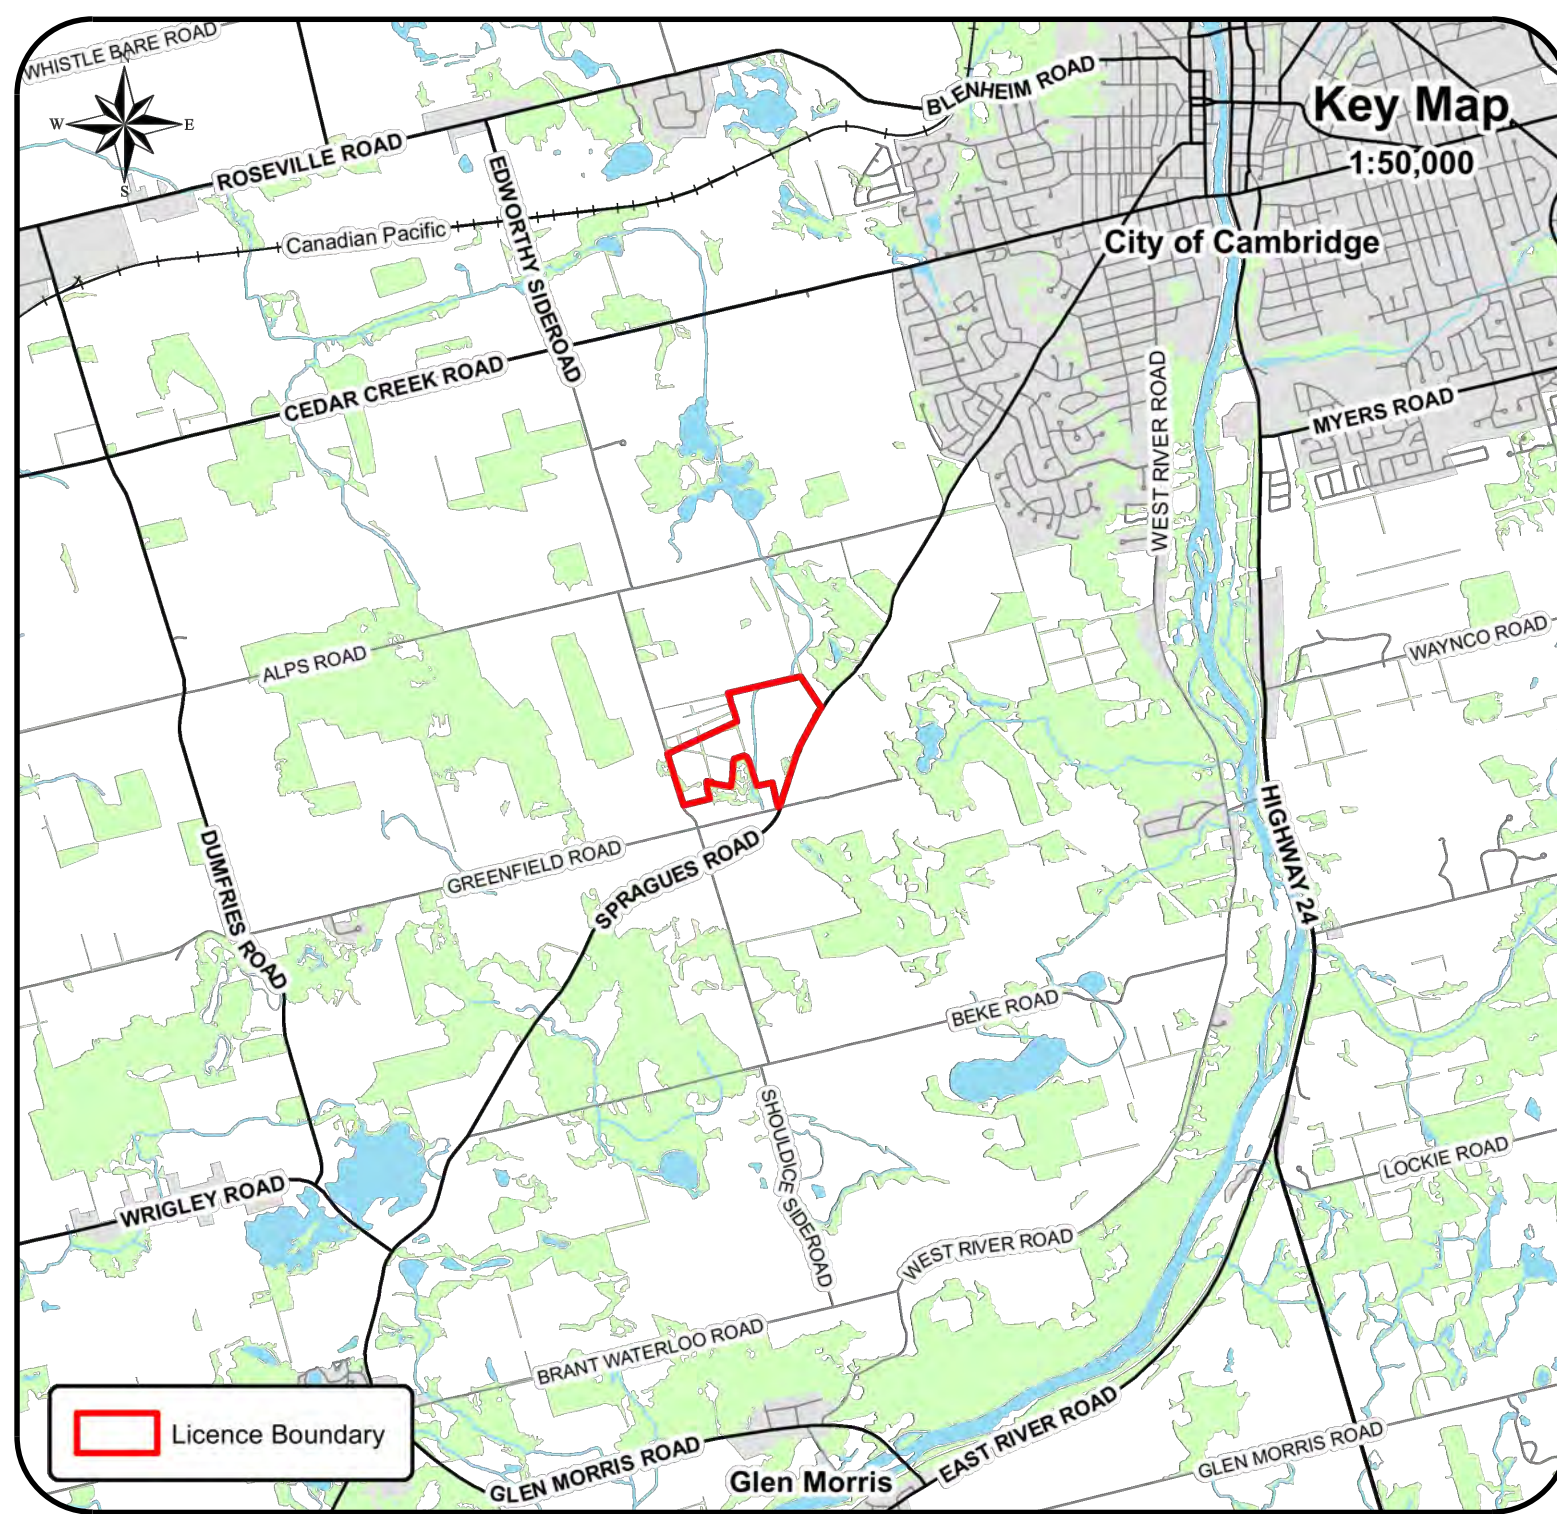 WHISTLE BARE ROAD
N
W
E
S
BLENHEIM ROAD
Key Map
1:50,000
ROSEVILLE ROAD
EDWORTHY SIDEROAD
Canadian Pacific
City of Cambridge
CEDAR CREEK ROAD
WEST RIVER ROAD
MYERS ROAD
ALPS ROAD
WAYNCO ROAD
DUMFRIES ROAD
GREENFIELD ROAD
SPRAGUES ROAD
HIGHWAY 24
BEKE ROAD
SHOULDICE SIDEROAD
LOCKIE ROAD
WRIGLEY ROAD
WEST RIVER ROAD
BRANT WATERLOO ROAD
Licence Boundary
GLEN MORRIS ROAD
Glen Morris
EAST RIVER ROAD
GLEN MORRIS ROAD